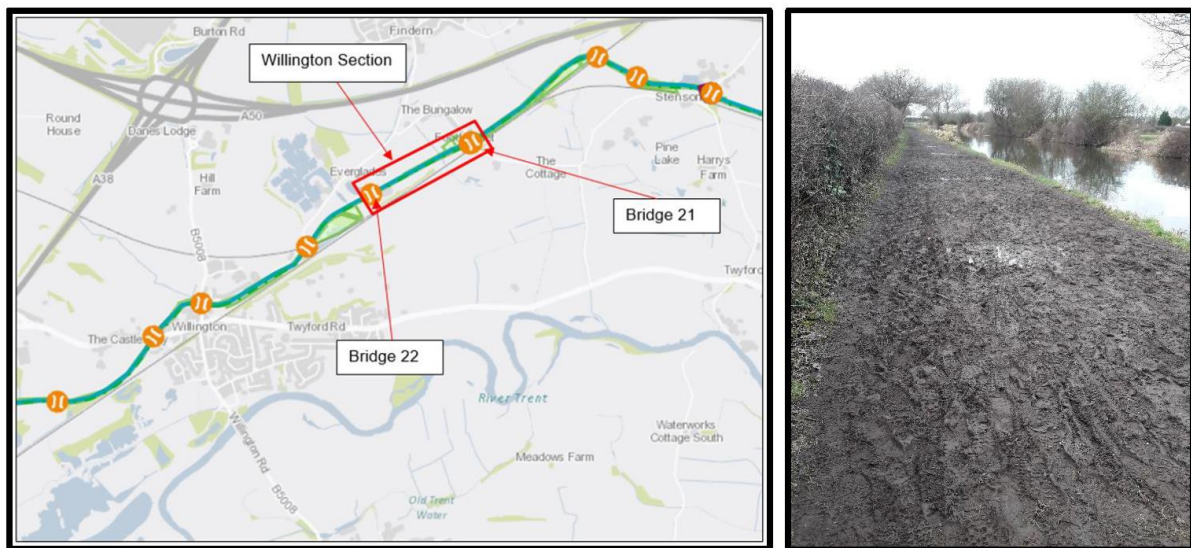 Burton Rd
Findern
Willington Section
Round
House
Danes Lodge
A50
The Bungalow
Stenson
A38
Hill
Farm
The
Cottage
Pine
Lake
Harrys
Farm
B5008
Bridge 21
Twyford
The Castle
Willington
Twyford Rd
Bridge 22
River Trent
Willington Rd
Waterworks
Cottage South
Meadows Farm
B5008
Old Trent
Water